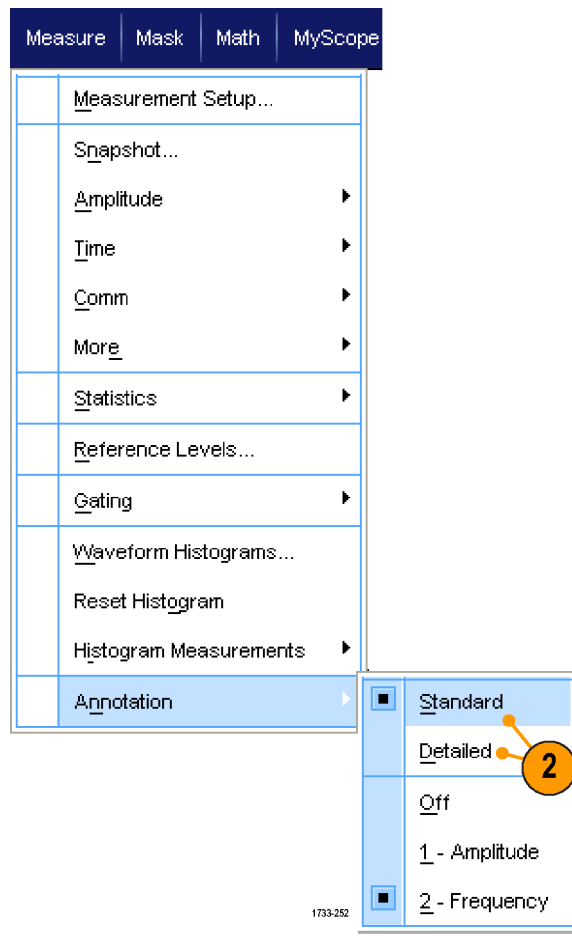 Measure Mask Math MyScope
Measurement Setup...
Snapshot...
Amplitude
Time
Comm
More
Statistics
Reference Levels...
Gating
Waveform Histograms...
Reset Histogram
Histogram Measurements
Annotation
Standard
Detailed
2
Off
1 - Amplitude
2 - Frequency
1733-252